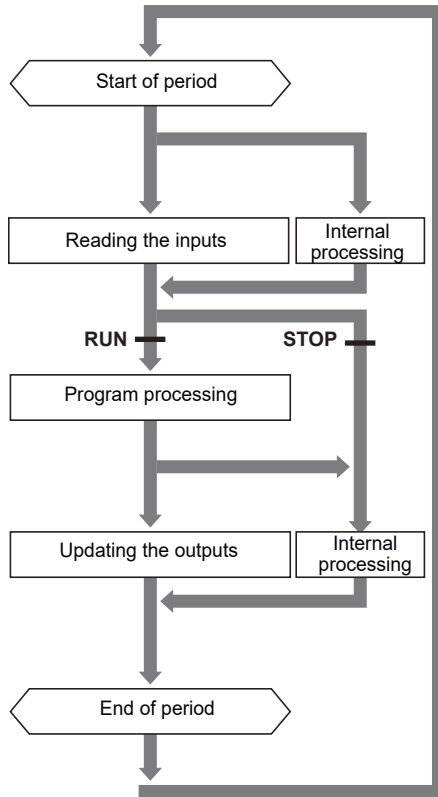 Start of period
Reading the inputs
Internal
processing
RUN
STOP
Program processing
Updating the outputs
Internal
processing
End of period